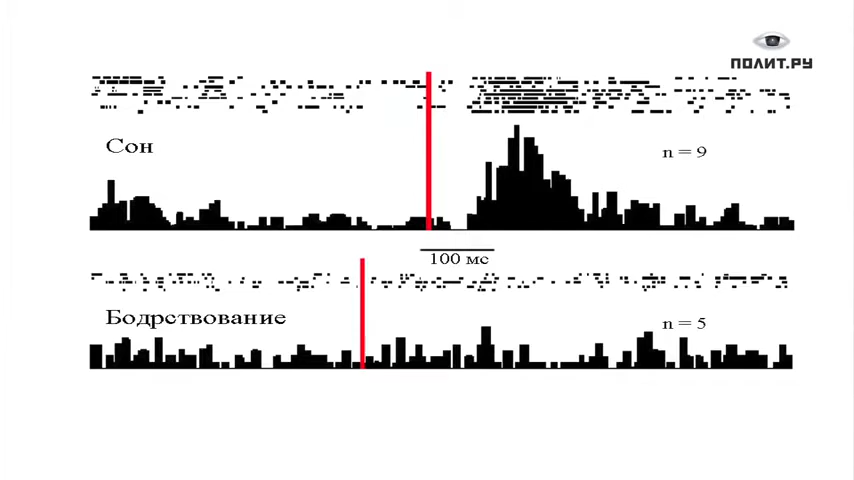 ПОЛИТ.РУ
Сон
n = 9
100 мс
Бодрствование
n = 5